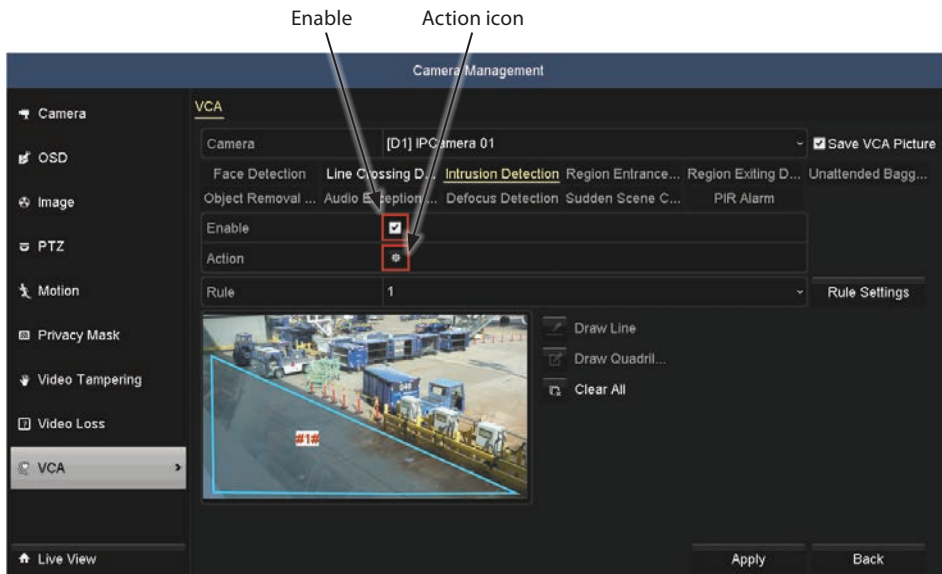 Enable Action icon
Camera Management
Camera
OSD
Image
PTZ
Motion
Privacy Mask
Video Tampering
Video Loss
VCA
Live View
VCA
Camera [D1] IPCamera 01 Save VCA Picture
Face Detection Line Crossing D... Intrusion Detection Region Entrance... Region Exiting D... Unattended Bagg...
Object Removal ... Audio Exception ... Defocus Detection Sudden Scene C... PIR Alarm
Enable
Action
Rule 1 Rule Settings
#1#
Draw Line
Draw Quadril...
Clear All
Apply Back